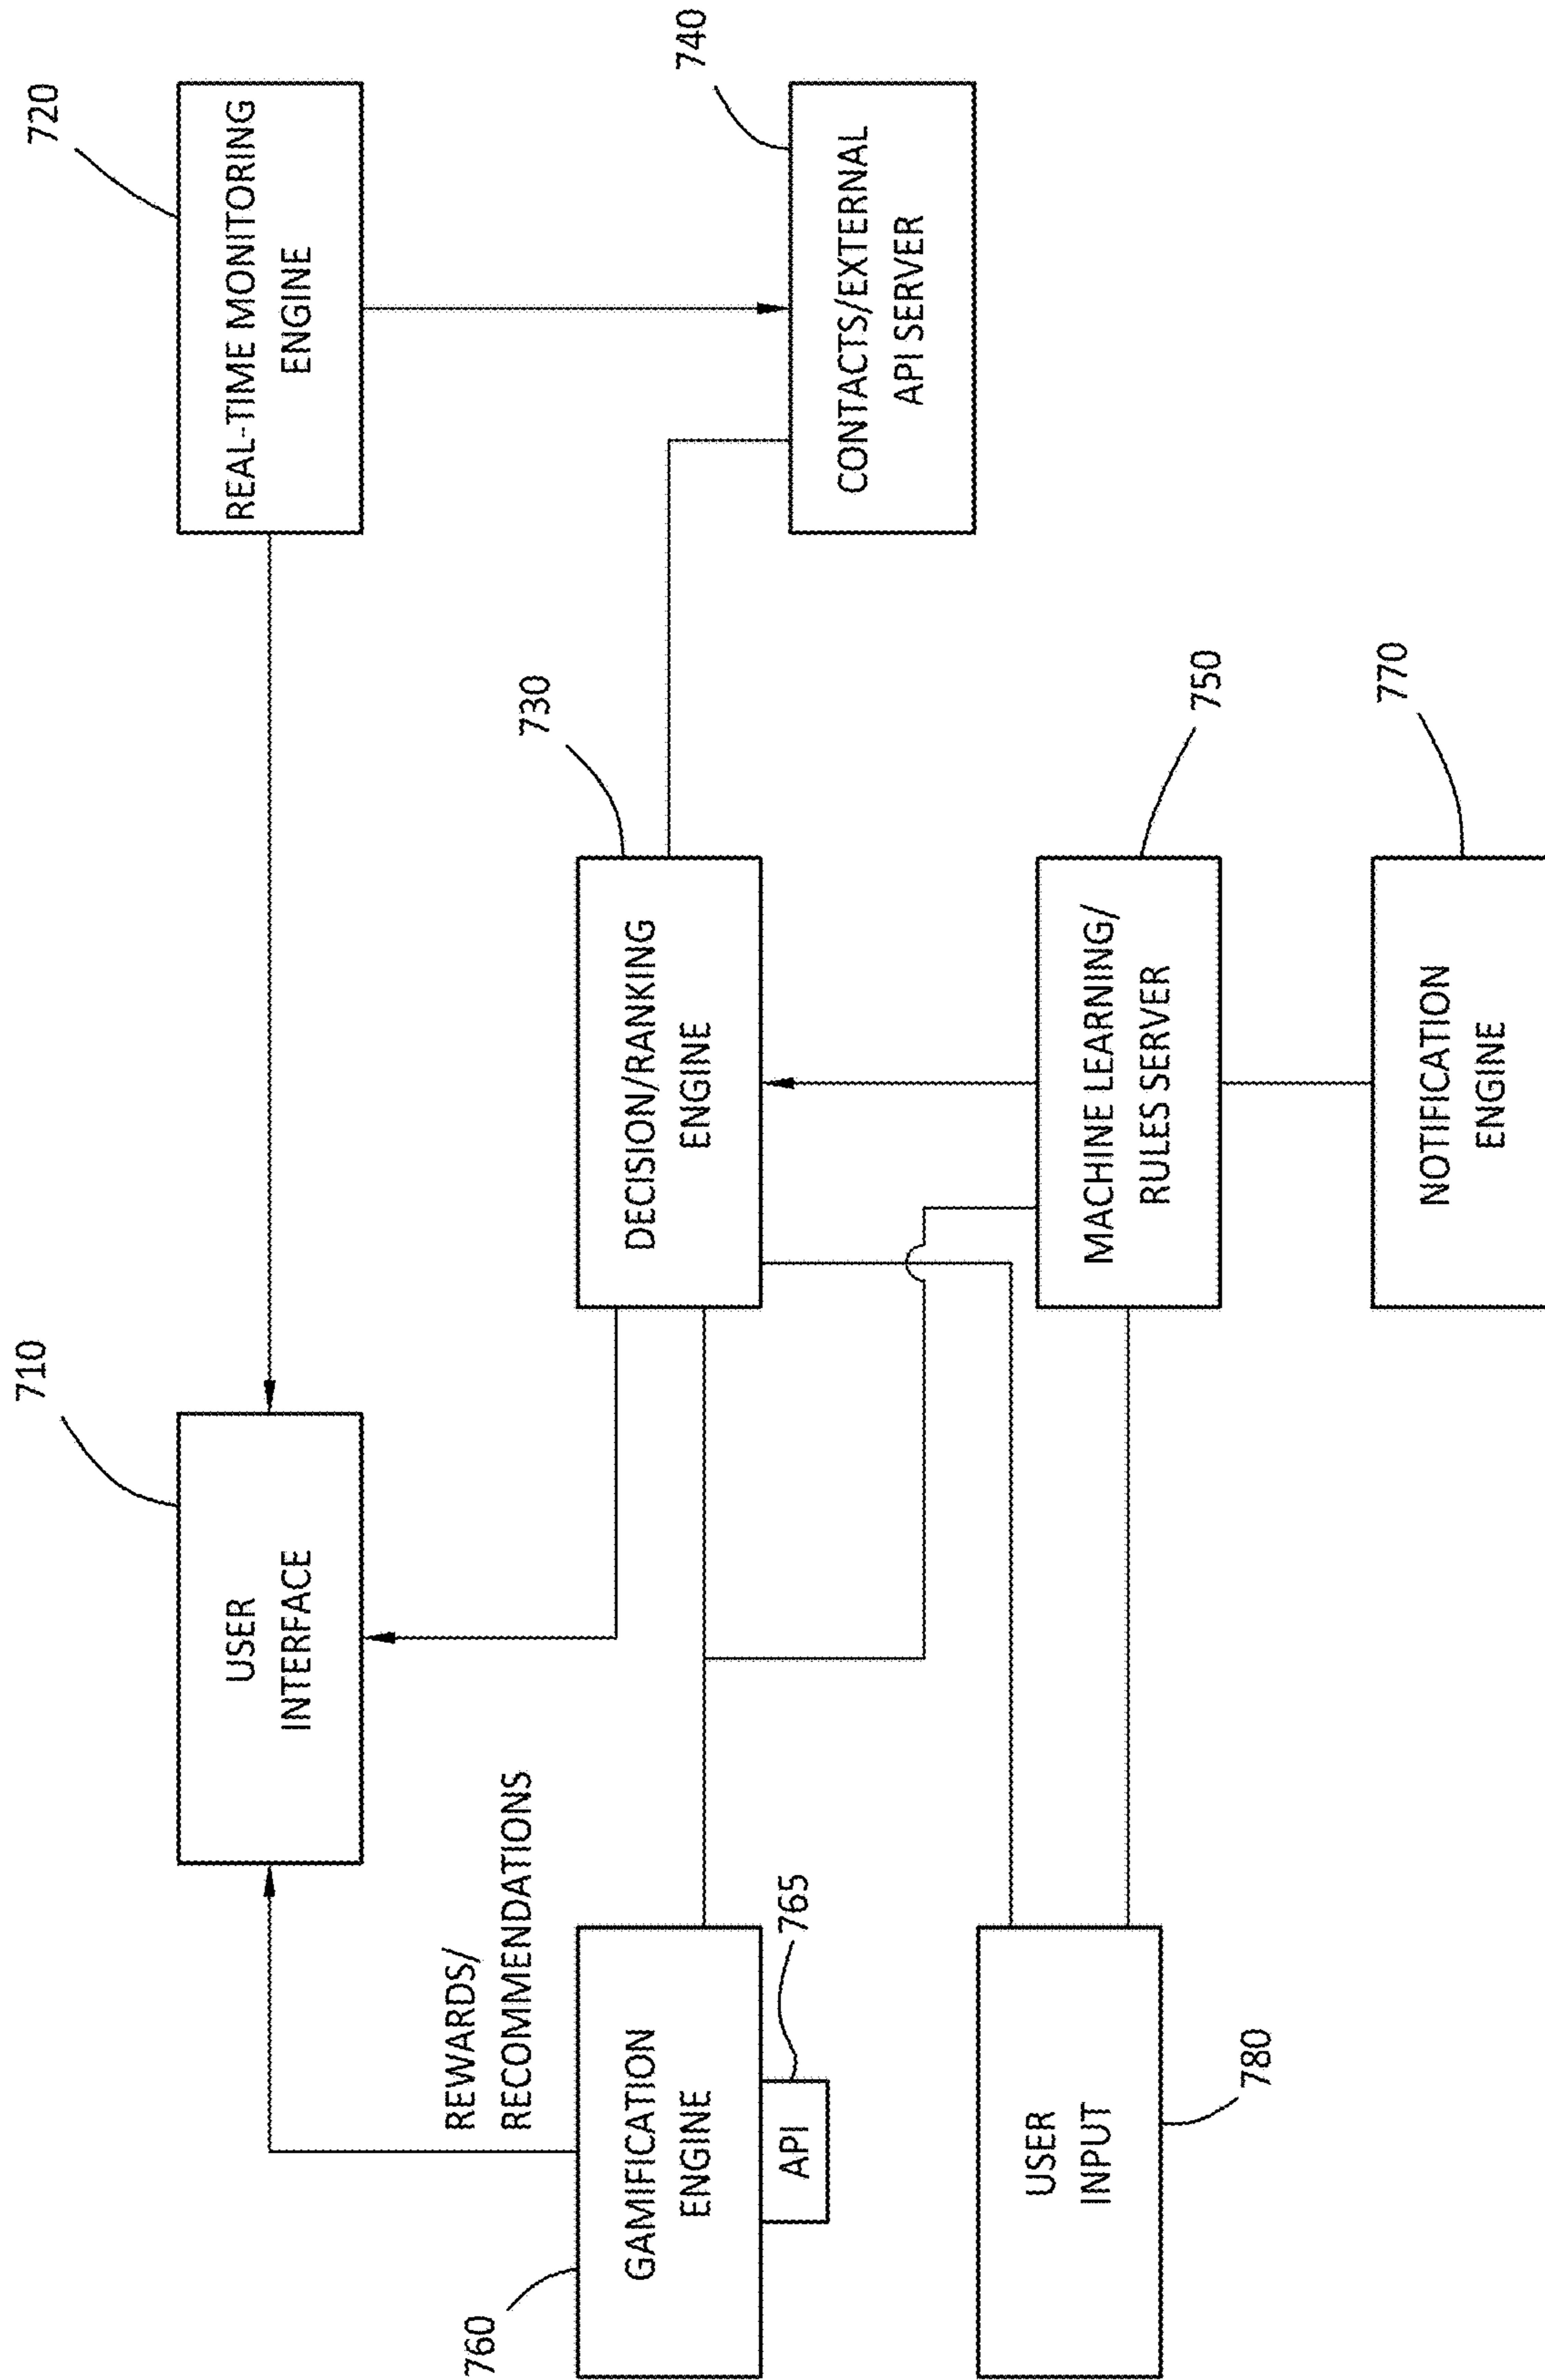 710
720
USER
INTERFACE
REAL-TIME MONITORING
ENGINE
REWARDS/
RECOMMENDATIONS
760
GAMIFICATION
ENGINE
API
765
730
DECISION/RANKING
ENGINE
740
CONTACTS/EXTERNAL
API SERVER
USER
INPUT
780
750
MACHINE LEARNING/
RULES SERVER
770
NOTIFICATION
ENGINE